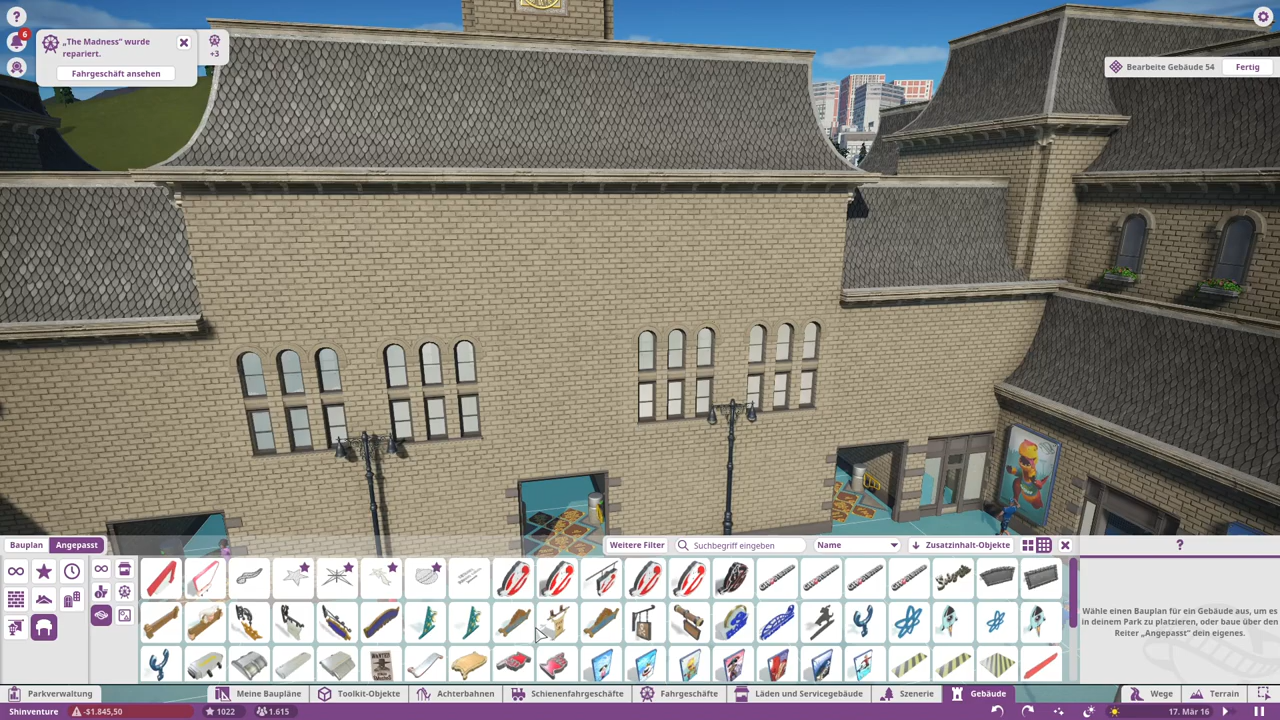 6
„The Madness“ wurde
repariert.
+3
Fahrgeschäft ansehen
Bearbeite Gebäude 54
Fertig
Bauplan
Angepasst
Weitere Filter
Suchbegriff eingeben
Name
Zusatzinhalt-Objekte
?
Wähle einen Bauplan für ein Gebäude aus, um es
in deinem Park zu platzieren, oder baue über den
Reiter „Angepasst“ dein eigenes.
WANTED
Parkverwaltung
Meine Baupläne
Toolkit-Objekte
Achterbahnen
Schienenfahrgeschäfte
Fahrgeschäfte
Läden und Servicegebäude
Szenerie
Gebäude
Wege
Terrain
Shinventure
-$1.845,50
1022
1.615
17. Mär 16